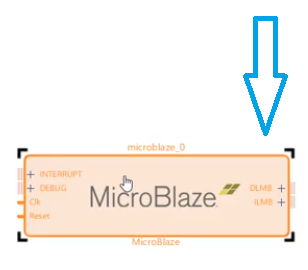 microblaze_0
INTERRUPT
DEBUG
Clk
Reset
MicroBlaze
DLMB
ILMB
MicroBlaze